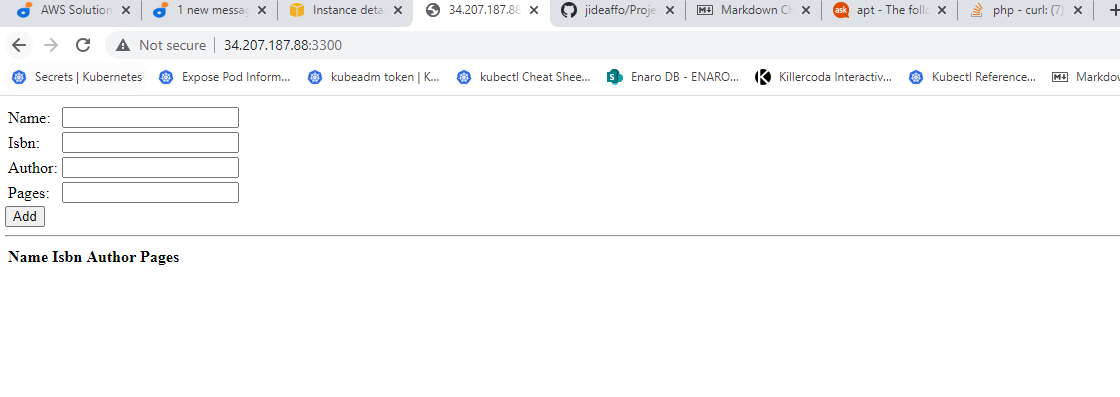 AWS Solution 1 new messag Instance deta 34.207.187.88 jideaffo/Proje Markdown Ch apt - The follo php - curl: (7)
Not secure 34.207.187.88:3300
Secrets | Kubernetes Expose Pod Inform... kubeadm token | K... kubectl Cheat Shee... Enaro DB - ENARO... Killercoda Interactiv... Kubectl Reference... Markdow
Name:
Isbn:
Author:
Pages:
Add
Name Isbn Author Pages